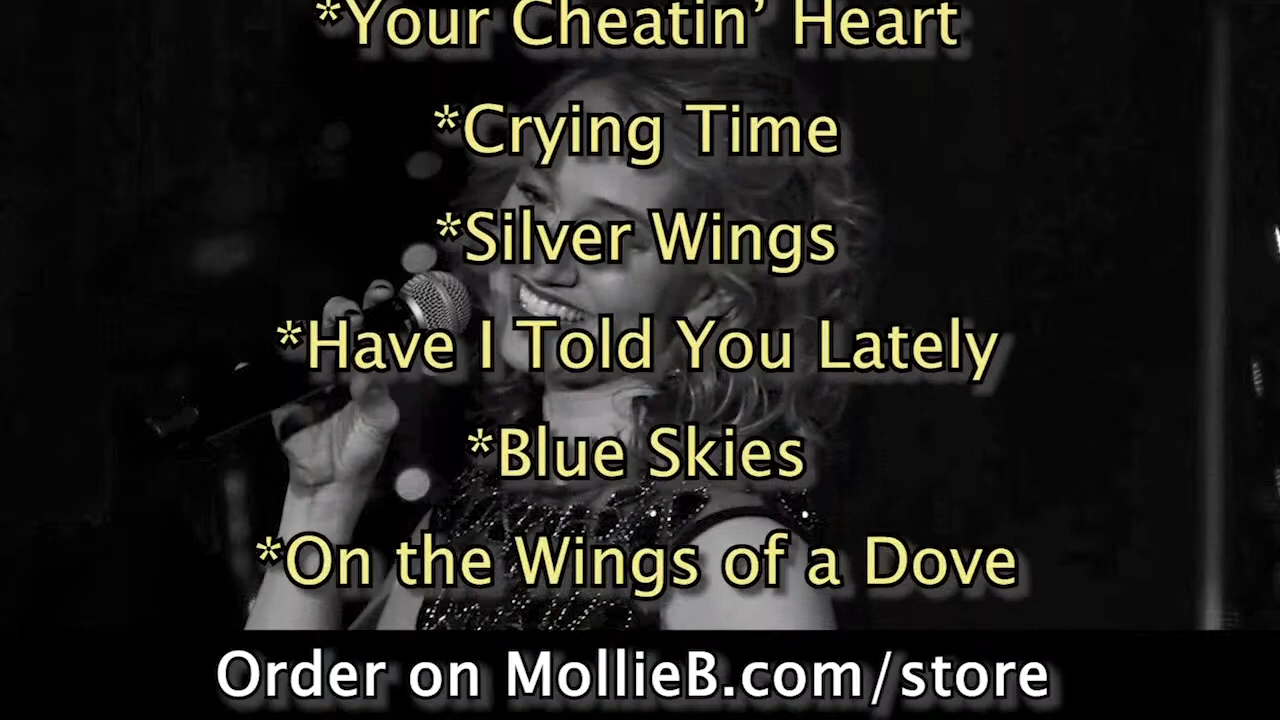 *Your Cheatin’ Heart
*Crying Time
*Silver Wings
*Have I Told You Lately
*Blue Skies
*On the Wings of a Dove
Order on MollieB.com/store